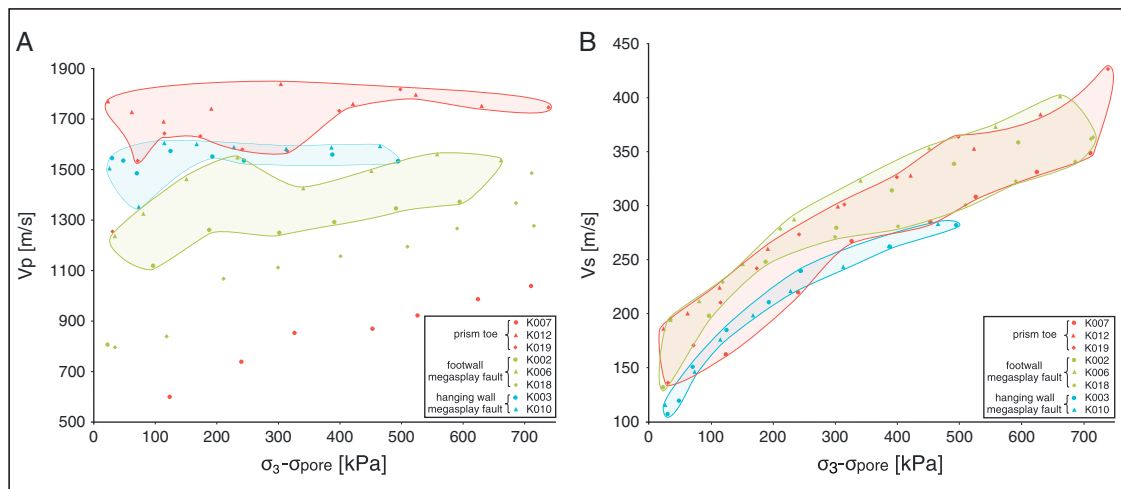 A
Vp [m/s]
1900
1700
1500
1300
1100
900
700
500
0
100
200
300
400
500
600
700
σ₃-σpore [kPa]
prism toe
K007
K012
K019
footwall
megasplay fault
K002
K006
K018
hanging wall
megasplay fault
K003
K010
B
Vs [m/s]
450
400
350
300
250
200
150
100
0
100
200
300
400
500
600
700
σ₃-σpore [kPa]
prism toe
K007
K012
K019
footwall
megasplay fault
K002
K006
K018
hanging wall
megasplay fault
K003
K010